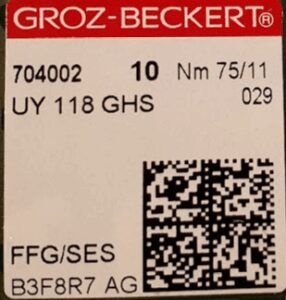 GROZ-BECKERT®
704002 10 Nm 75/11
UY 118 GHS 029
FFG/SES
B3F8R7 AG